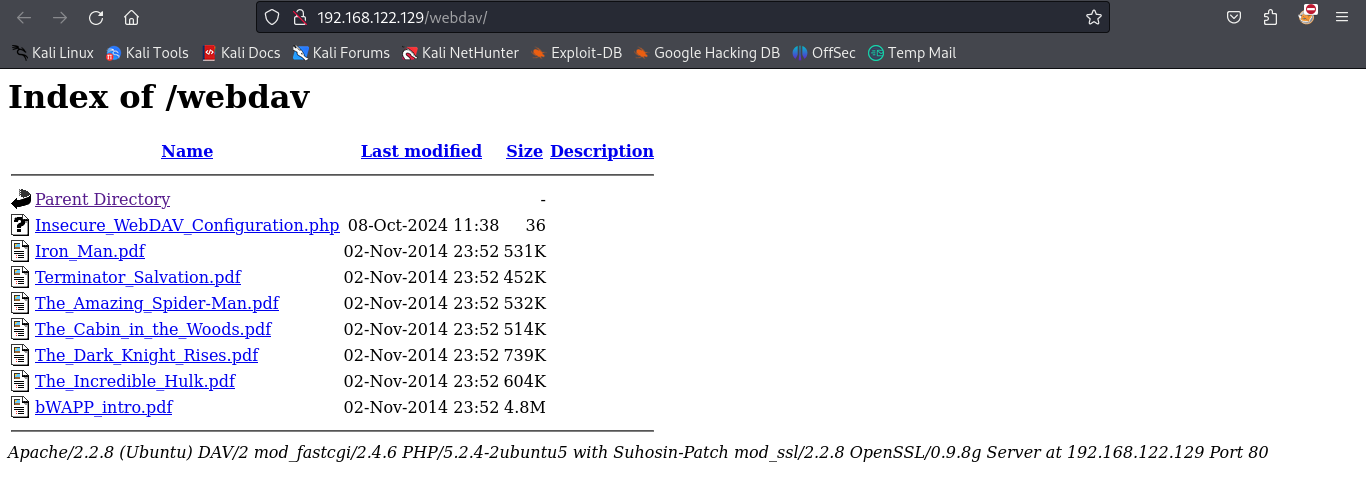 192.168.122.129/webdav/
Kali Linux Kali Tools Kali Docs Kali Forums Kali NetHunter Exploit-DB Google Hacking DB OffSec Temp Mail
Index of /webdav
Name Last modified Size Description
Parent Directory -
Insecure_WebDAV_Configuration.php 08-Oct-2024 11:38 36
Iron_Man.pdf 02-Nov-2014 23:52 531K
Terminator_Salvation.pdf 02-Nov-2014 23:52 452K
The_Amazing_Spider-Man.pdf 02-Nov-2014 23:52 532K
The_Cabin_in_the_Woods.pdf 02-Nov-2014 23:52 514K
The_Dark_Knight_Rises.pdf 02-Nov-2014 23:52 739K
The_Incredible_Hulk.pdf 02-Nov-2014 23:52 604K
bWAPP_intro.pdf 02-Nov-2014 23:52 4.8M
Apache/2.2.8 (Ubuntu) DAV/2 mod_fastcgi/2.4.6 PHP/5.2.4-2ubuntu5 with Suhosin-Patch mod_ssl/2.2.8 OpenSSL/0.9.8g Server at 192.168.122.129 Port 80